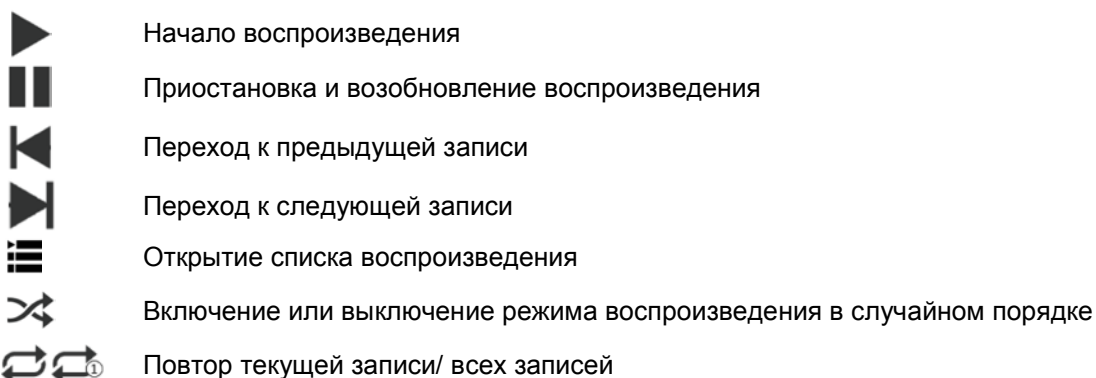 Начало воспроизведения
Приостановка и возобновление воспроизведения
Переход к предыдущей записи
Переход к следующей записи
Открытие списка воспроизведения
Включение или выключение режима воспроизведения в случайном порядке
1 Повтор текущей записи/ всех записей